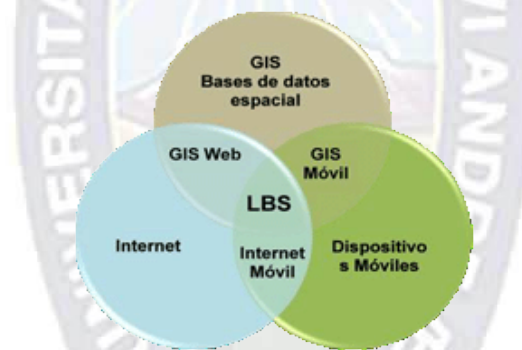 GIS
Bases de datos
espacial
GIS Web
GIS
Móvil
LBS
Internet
Internet
Móvil
Dispositivo
s Móviles